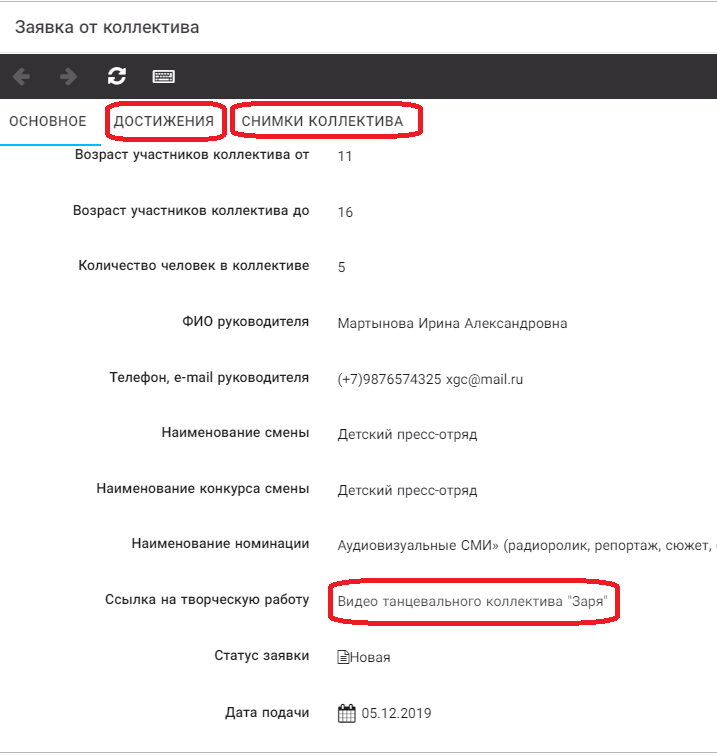 Заявка от коллектива
ОСНОВНОЕ ДОСТИЖЕНИЯ СНИМКИ КОЛЛЕКТИВА
Возраст участников коллектива от 11
Возраст участников коллектива до 16
Количество человек в коллективе 5
ФИО руководителя Мартынова Ирина Александровна
Телефон, e-mail руководителя (+7)9876574325 xgc@mail.ru
Наименование смены Детский пресс-отряд
Наименование конкурса смены Детский пресс-отряд
Наименование номинации Аудиовизуальные СМИ» (радиоролик, репортаж, сюжет,
Ссылка на творческую работу Видео танцевального коллектива "Заря"
Статус заявки Новая
Дата подачи 05.12.2019